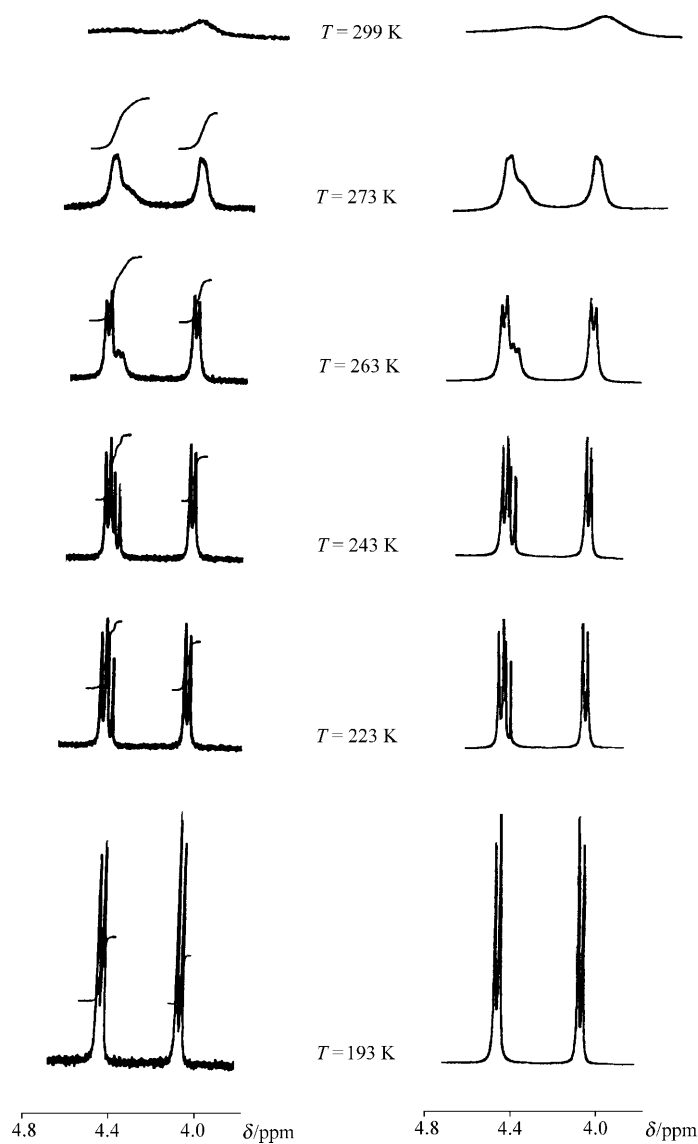 T = 299 K
T = 273 K
T = 263 K
T = 243 K
T = 223 K
T = 193 K
4.8 4.4 4.0 δ/ppm 4.8 4.4 4.0 δ/ppm